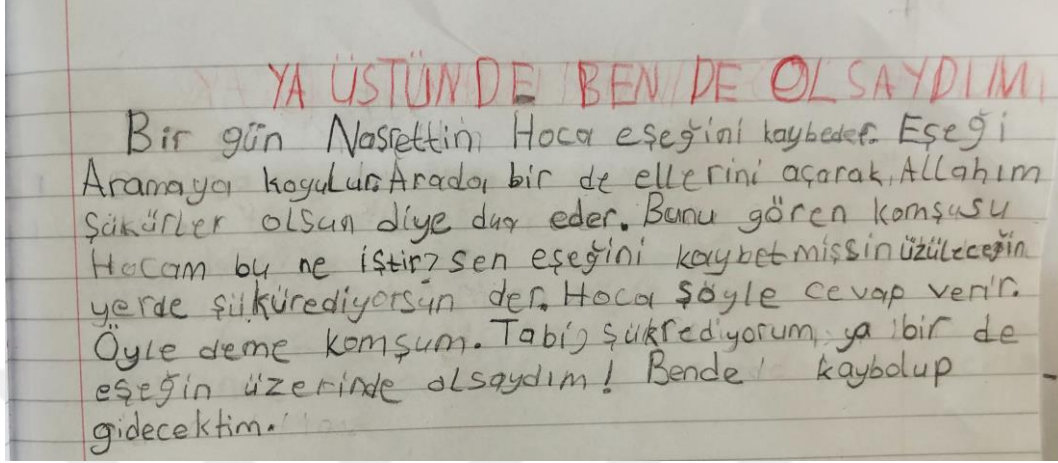 YA ÜSTÜNDE BEN DE OLSAYDIM
Bir gün Nasrettin Hoca eşeğini kaybeder. Eşeği
Aramaya koyulur. Arada bir de ellerini açarak, Allahım
Şükürler olsun diye dua eder. Bunu gören komşusu
Hocam bu ne iştir? sen eşeğini kaybetmişsin üzüleceğin
yerde şükürediyorsun der. Hoca şöyle cevap verir.
Öyle deme komşum. Tabi, şükrediyorum, ya bir de
eşeğin üzerinde olsaydım! Bende kaybolup
gidecektim.